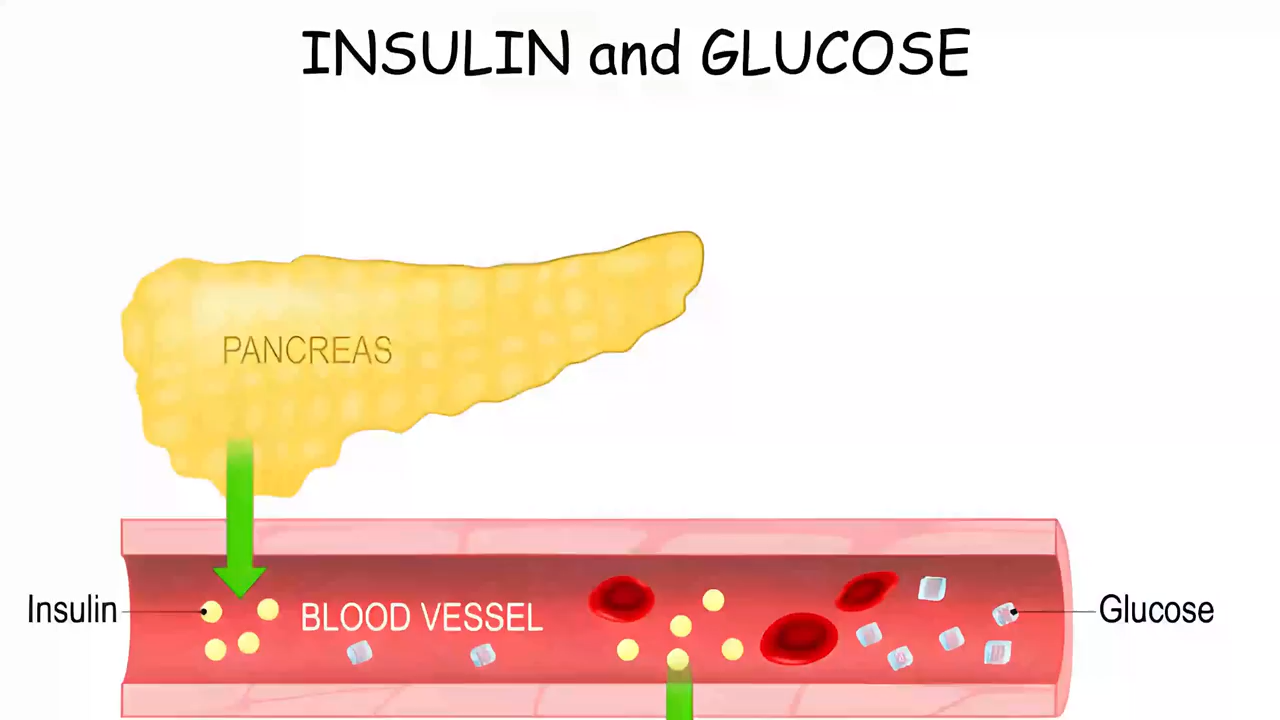 INSULIN and GLUCOSE
PANCREAS
Insulin
BLOOD VESSEL
Glucose